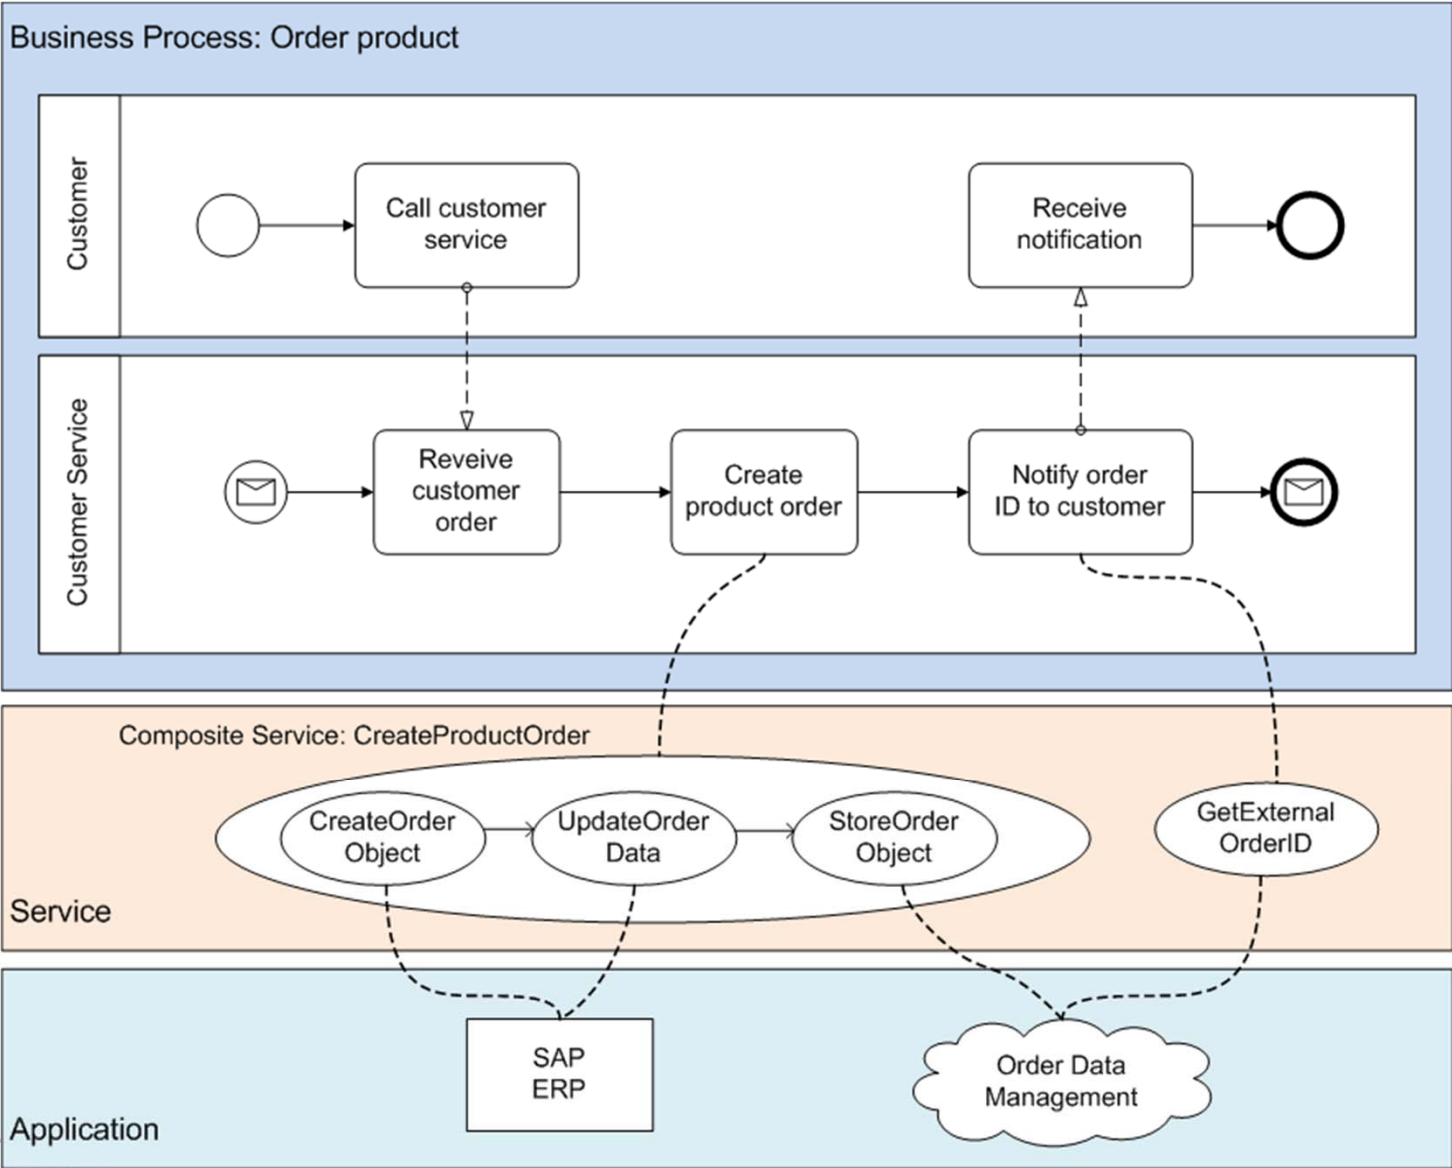 Business Process: Order product
Customer
Call customer
service
Receive
notification
Customer Service
Reveive
customer
order
Create
product order
Notify order
ID to customer
Composite Service: CreateProductOrder
CreateOrder
Object
UpdateOrder
Data
StoreOrder
Object
GetExternal
OrderID
Service
SAP
ERP
Order Data
Management
Application